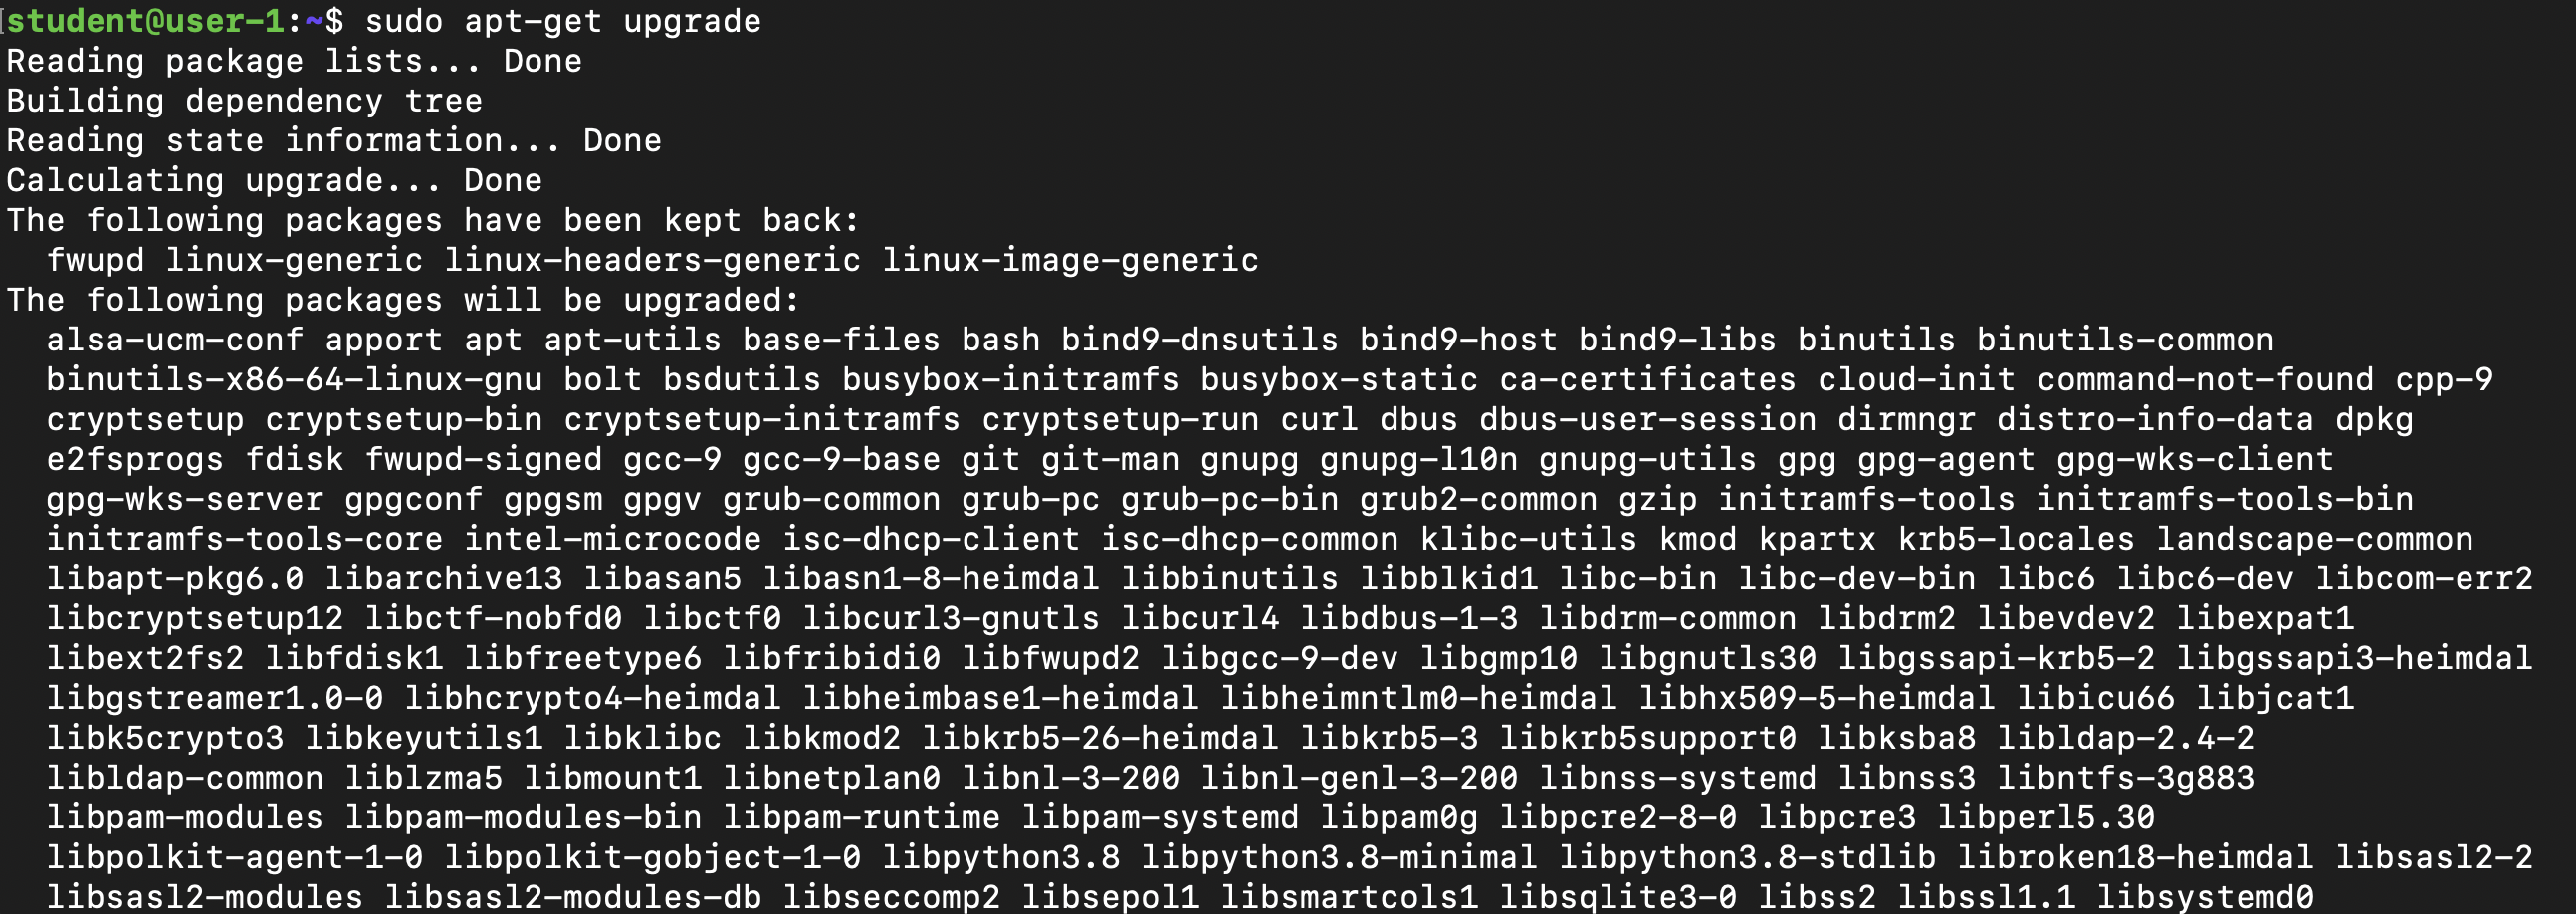 student@user-1:~$ sudo apt-get upgrade
Reading package lists... Done
Building dependency tree
Reading state information... Done
Calculating upgrade... Done
The following packages have been kept back:
  fwupd linux-generic linux-headers-generic linux-image-generic
The following packages will be upgraded:
  alsa-ucm-conf apport apt apt-utils base-files bash bind9-dnsutils bind9-host bind9-libs binutils binutils-common
  binutils-x86-64-linux-gnu bolt bsdutils busybox-initramfs busybox-static ca-certificates cloud-init command-not-found cpp-9
  cryptsetup cryptsetup-bin cryptsetup-initramfs cryptsetup-run curl dbus dbus-user-session dirmngr distro-info-data dpkg
  e2fsprogs fdisk fwupd-signed gcc-9 gcc-9-base git git-man gnupg gnupg-l10n gnupg-utils gpg gpg-agent gpg-wks-client
  gpg-wks-server gpgconf gpgsm gpgv grub-common grub-pc grub-pc-bin grub2-common gzip initramfs-tools initramfs-tools-bin
  initramfs-tools-core intel-microcode isc-dhcp-client isc-dhcp-common klibc-utils kmod kpartx krb5-locales landscape-common
  libapt-pkg6.0 libarchive13 libasan5 libasn1-8-heimdal libbinutils libblkid1 libc-bin libc-dev-bin libc6 libc6-dev libcom-err2
  libcryptsetup12 libctf-nobfd0 libctf0 libcurl3-gnutls libcurl4 libdbus-1-3 libdrm-common libdrm2 libevdev2 libexpat1
  libext2fs2 libfdisk1 libfreetype6 libfribidi0 libfwupd2 libgcc-9-dev libgmp10 libgnutls30 libgssapi-krb5-2 libgssapi3-heimdal
  libgstreamer1.0-0 libhcrypto4-heimdal libheimbase1-heimdal libheimntlm0-heimdal libhx509-5-heimdal libicu66 libjcat1
  libk5crypto3 libkeyutils1 libklibc libkmod2 libkrb5-26-heimdal libkrb5-3 libkrb5support0 libksba8 libldap-2.4-2
  libldap-common liblzma5 libmount1 libnetplan0 libnl-3-200 libnl-genl-3-200 libnss-systemd libnss3 libntfs-3g883
  libpam-modules libpam-modules-bin libpam-runtime libpam-systemd libpam0g libpcre2-8-0 libpcre3 libperl5.30
  libpolkit-agent-1-0 libpolkit-gobject-1-0 libpython3.8 libpython3.8-minimal libpython3.8-stdlib libroken18-heimdal libsasl2-2
  libsasl2-modules libsasl2-modules-db libseccomp2 libsepol1 libsmartcols1 libsqlite3-0 libss2 libssl1.1 libsystemd0